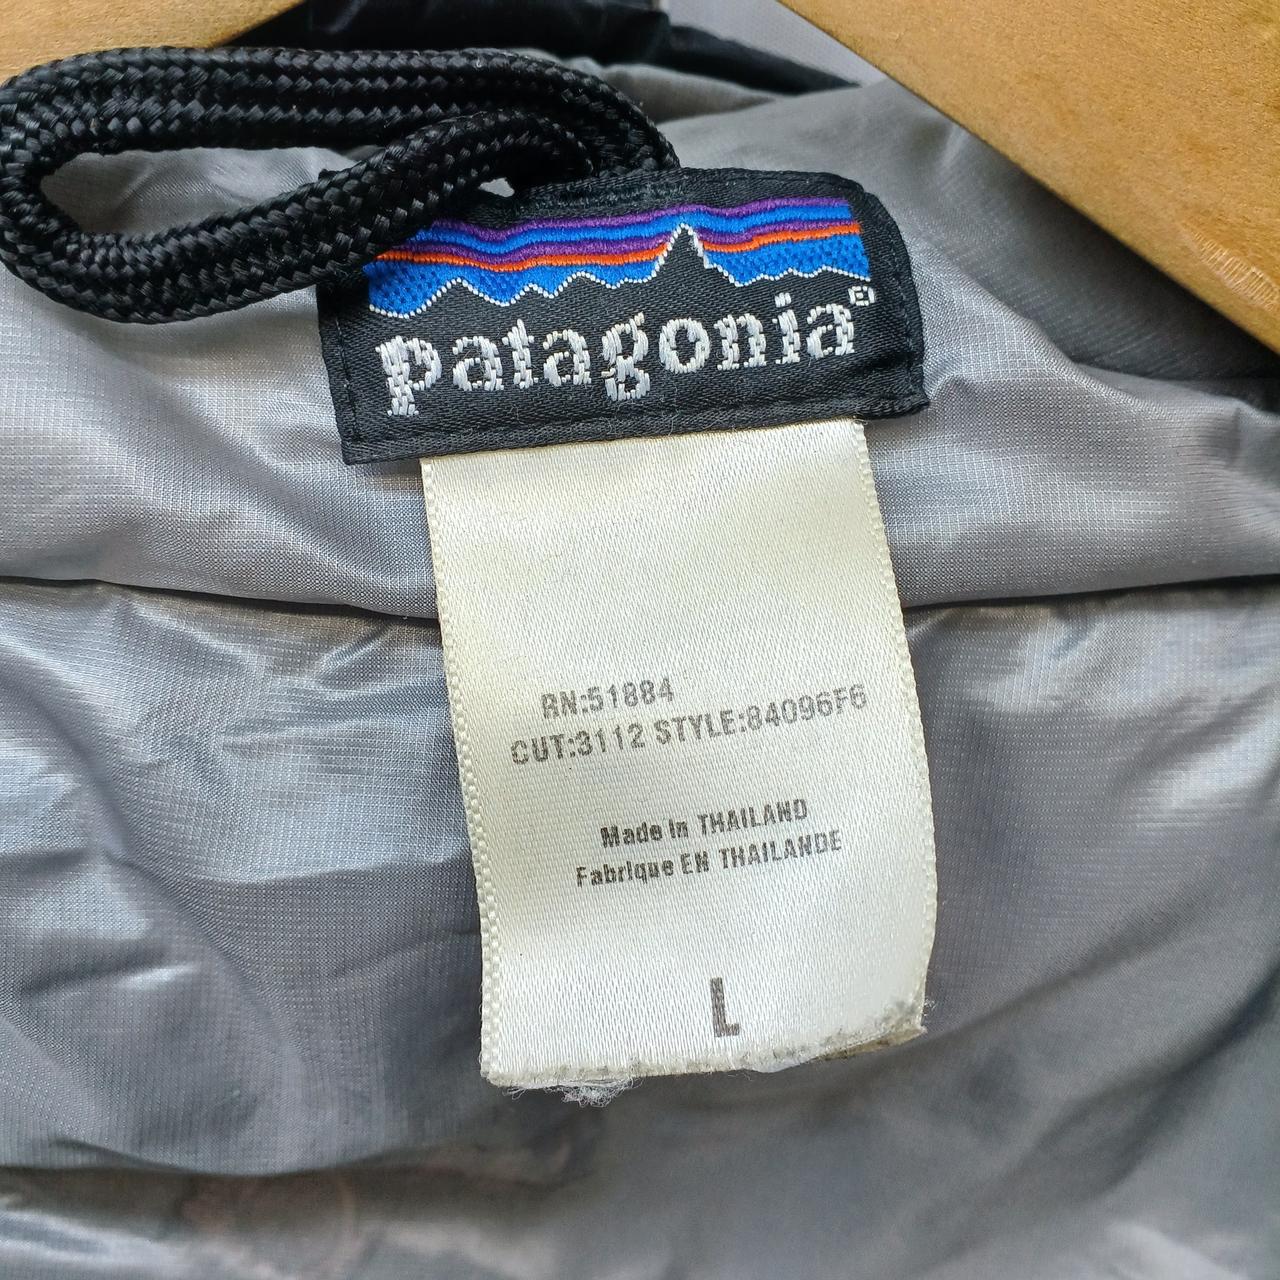 patagonia®
RN:51884
CUT:3112 STYLE:84096F6
Made in THAILAND
Fabrique EN THAILANDE
L